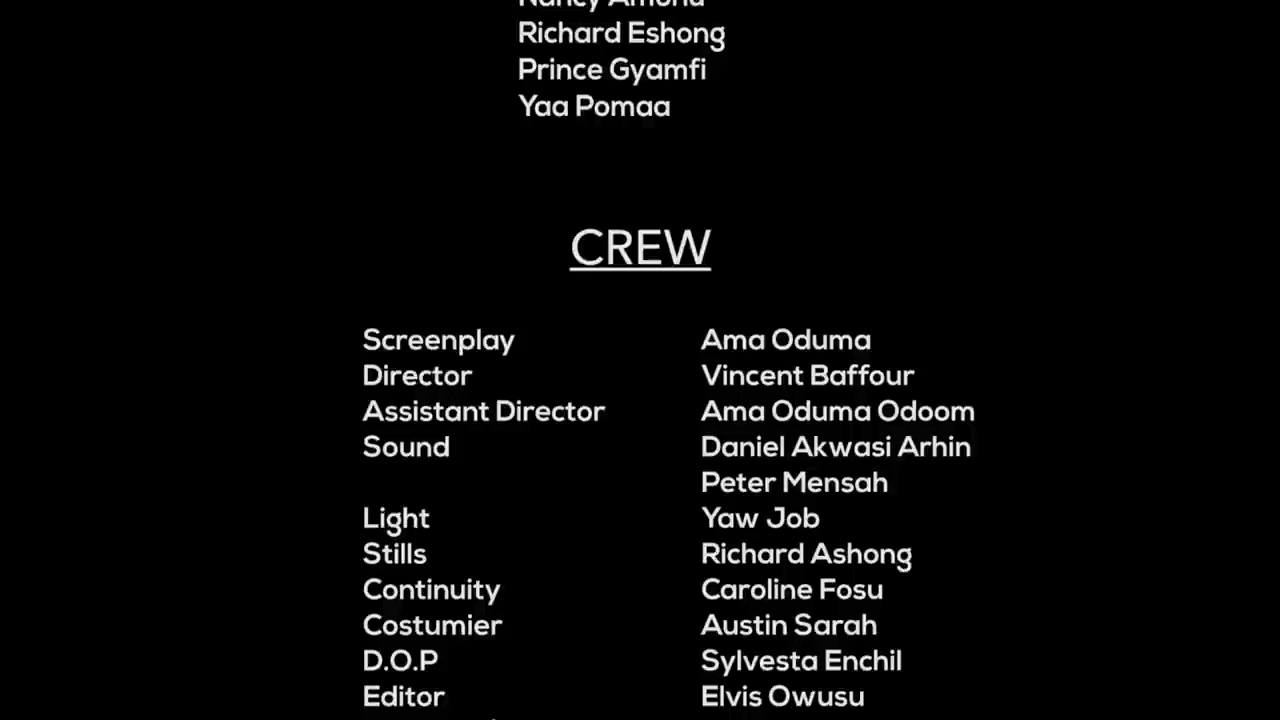 Richard Eshong
Prince Gyamfi
Yaa Pomaa
CREW
Screenplay Ama Oduma
Director Vincent Baffour
Assistant Director Ama Oduma Odoom
Sound Daniel Akwasi Arhin
Peter Mensah
Light Yaw Job
Stills Richard Ashong
Continuity Caroline Fosu
Costumier Austin Sarah
D.O.P Sylvesta Enchil
Editor Elvis Owusu